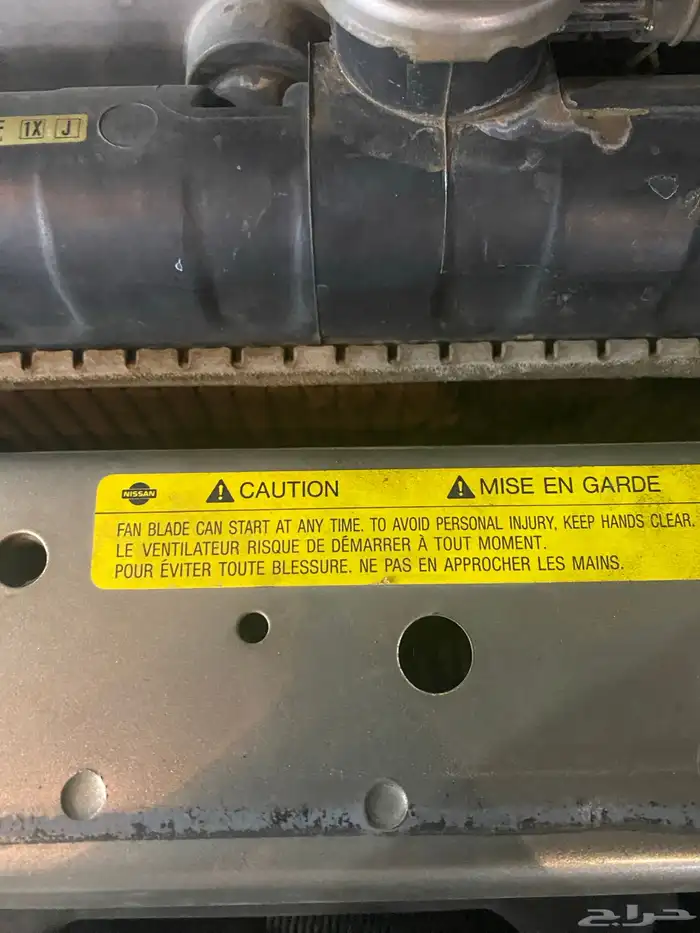 1X J
NISSAN CAUTION MISE EN GARDE
FAN BLADE CAN START AT ANY TIME. TO AVOID PERSONAL INJURY, KEEP HANDS CLEAR.
LE VENTILATEUR RISQUE DE DÉMARRER À TOUT MOMENT.
POUR ÉVITER TOUTE BLESSURE. NE PAS EN APPROCHER LES MAINS.
حراج